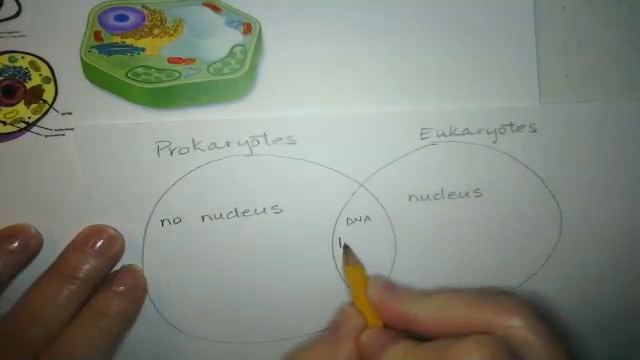 Prokaryotes
Eukaryotes
no nucleus
nucleus
DNA